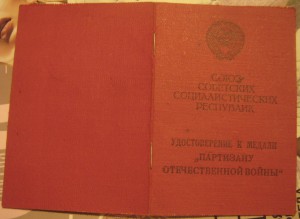 СОЮЗ
СОВЕТСКИХ
СОЦИАЛИСТИЧЕСКИХ
РЕСПУБЛИК
УДОСТОВЕРЕНИЕ К МЕДАЛИ
„ПАРТИЗАНУ
ОТЕЧЕСТВЕННОЙ ВОЙНЫ“